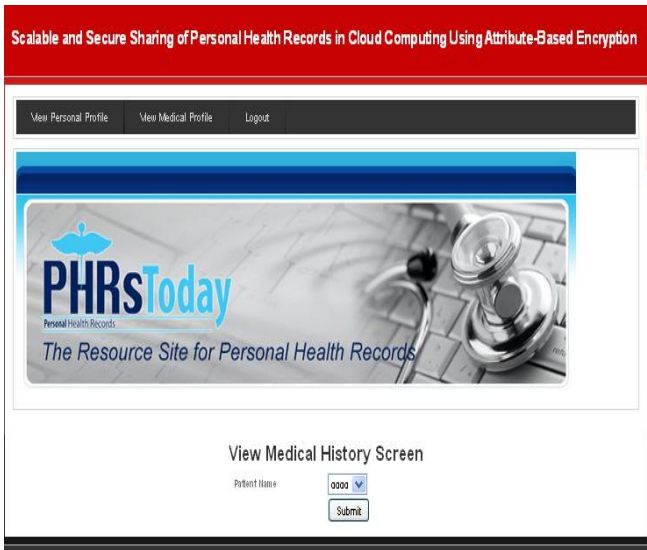 Scalable and Secure Sharing of Personal Health Records in Cloud Computing Using Attribute-Based Encryption
View Personal Profile View Medical Profile Logout
PHRsToday
Personal Health Records
The Resource Site for Personal Health Records
View Medical History Screen
Patient Name aaaa
Submit